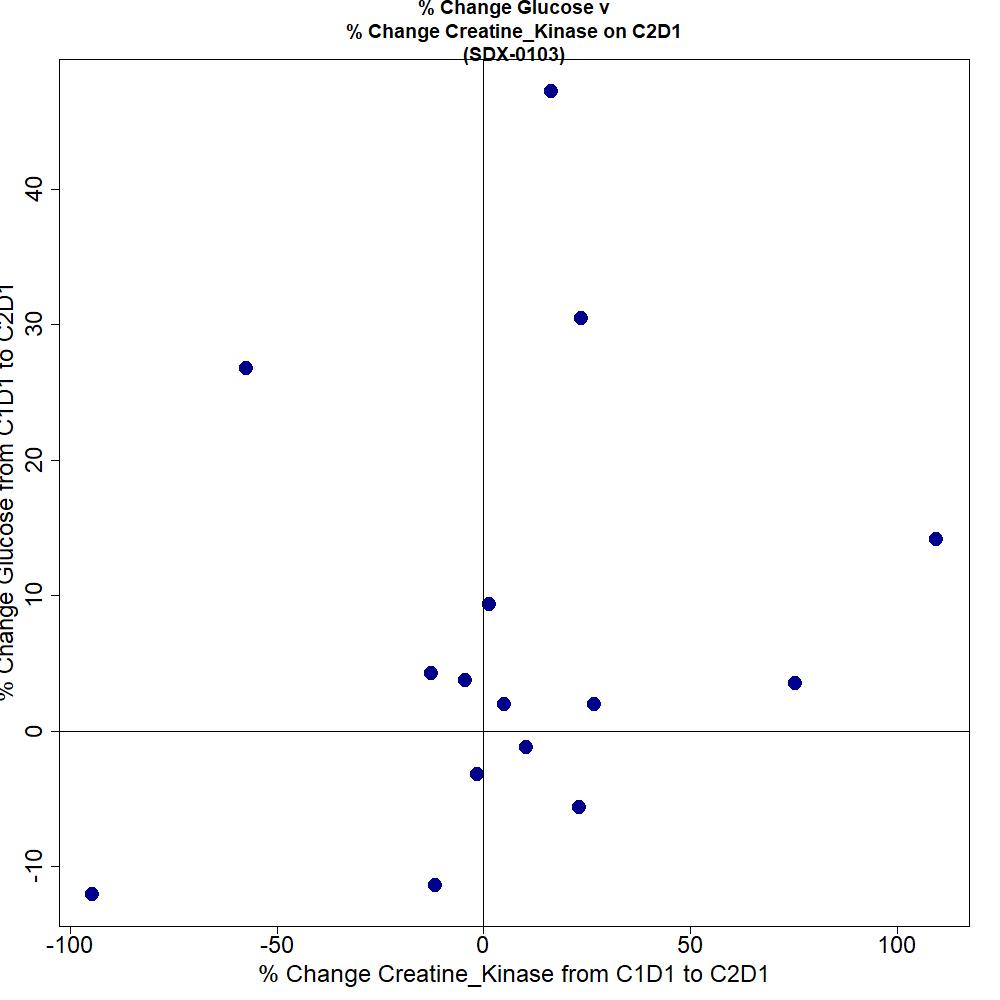 % Change Glucose v
% Change Creatine_Kinase on C2D1
(SDX-0103)
% Change Glucose from C1D1 to C2D1
40
30
20
10
0
-10
-100
-50
0
50
100
% Change Creatine_Kinase from C1D1 to C2D1